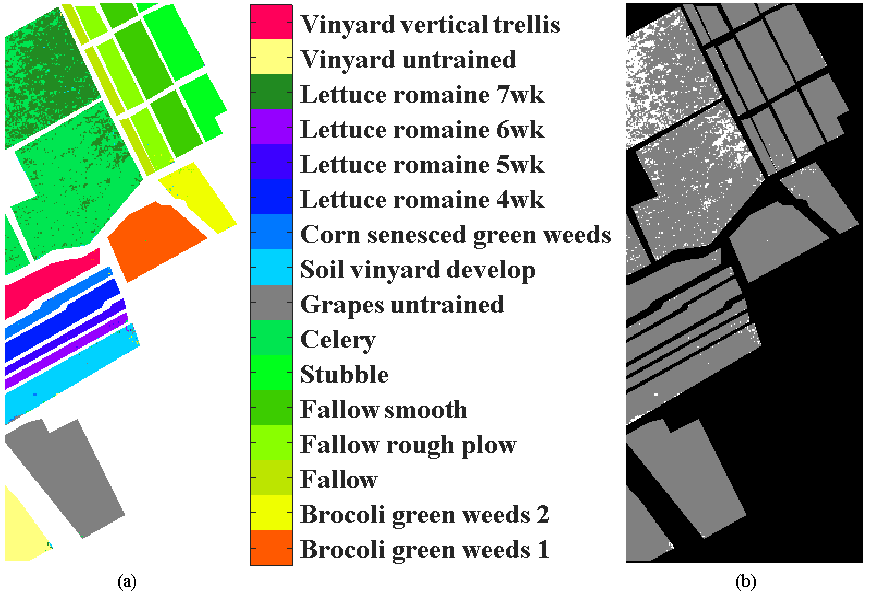 Vinyard vertical trellis
Vinyard untrained
Lettuce romaine 7wk
Lettuce romaine 6wk
Lettuce romaine 5wk
Lettuce romaine 4wk
Corn senesced green weeds
Soil vinyard develop
Grapes untrained
Celery
Stubble
Fallow smooth
Fallow rough plow
Fallow
Brocoli green weeds 2
Brocoli green weeds 1
(a)
(b)